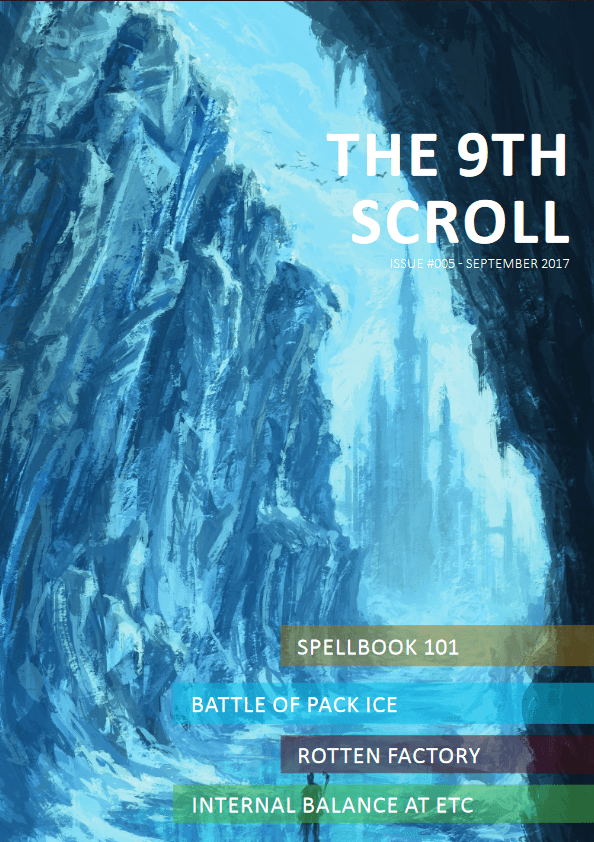 THE 9TH
SCROLL
ISSUE #005 - SEPTEMBER 2017
SPELLBOOK 101
BATTLE OF PACK ICE
ROTTEN FACTORY
INTERNAL BALANCE AT ETC